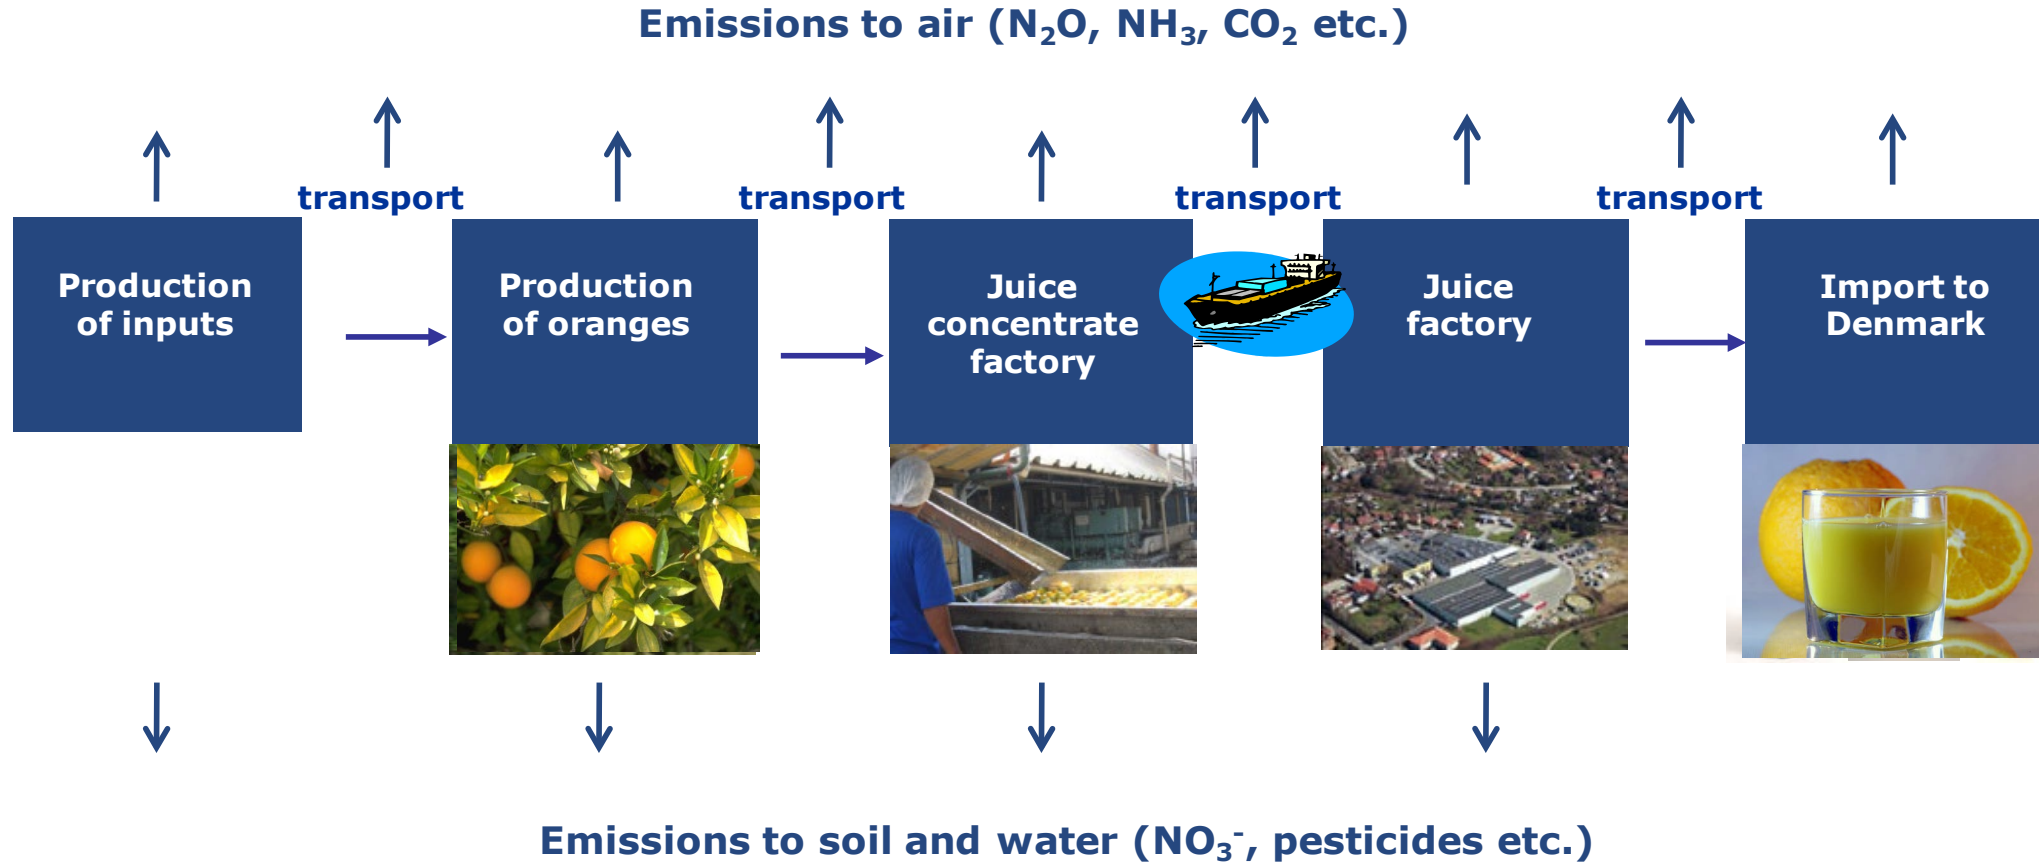 Emissions to air (N₂O, NH₃, CO₂ etc.)
transport
transport
transport
transport
Production
of inputs
Production
of oranges
Juice
concentrate
factory
Juice
factory
Import to
Denmark
Emissions to soil and water (NO₃⁻, pesticides etc.)